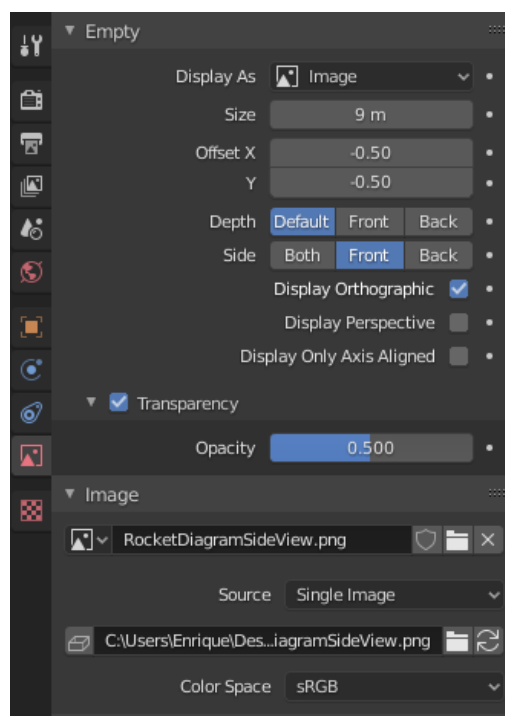 Empty
Display As Image
Size 9 m
Offset X -0.50
Y -0.50
Depth Default Front Back
Side Both Front Back
Display Orthographic
Display Perspective
Display Only Axis Aligned
Transparency
Opacity 0.500
Image
RocketDiagramSideView.png
Source Single Image
C:\Users\Enrique\Des...iagramSideView.png
Color Space sRGB